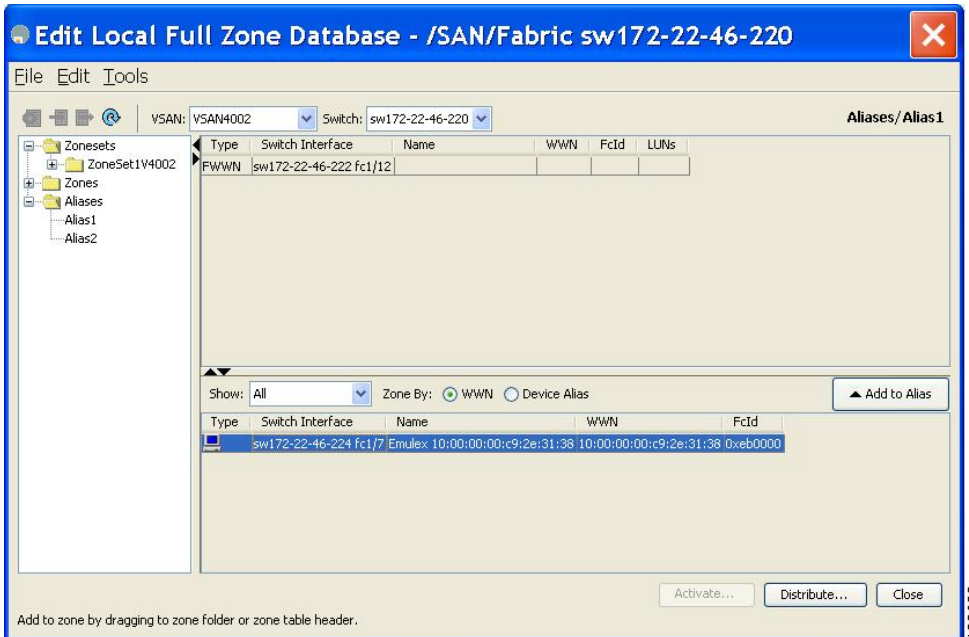 Edit Local Full Zone Database - /SAN/Fabric sw172-22-46-220
File Edit Tools
VSAN: VSAN4002 Switch: sw172-22-46-220 Aliases/Alias1
Zonesets
ZoneSet1V4002
Zones
Aliases
Alias1
Alias2
Type Switch Interface Name WWN FcId LUNs
FWWN sw172-22-46-222 fc1/12
Show: All Zone By: WWN Device Alias Add to Alias
Type Switch Interface Name WWN FcId
sw172-22-46-224 fc1/7 Emulex 10:00:00:00:c9:2e:31:38 10:00:00:00:c9:2e:31:38 0xeb0000
Activate... Distribute... Close
Add to zone by dragging to zone folder or zone table header.